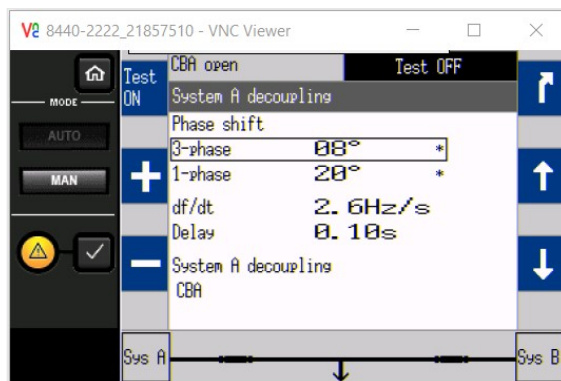 8440-2222_21857510 - VNC Viewer
MODE
AUTO
MAN
Test ON
CBA open
Test OFF
System A decoupling
Phase shift
3-phase 08° *
1-phase 20° *
df/dt 2.6Hz/s
Delay 0.10s
System A decoupling
CBA
Sys A
Sys B